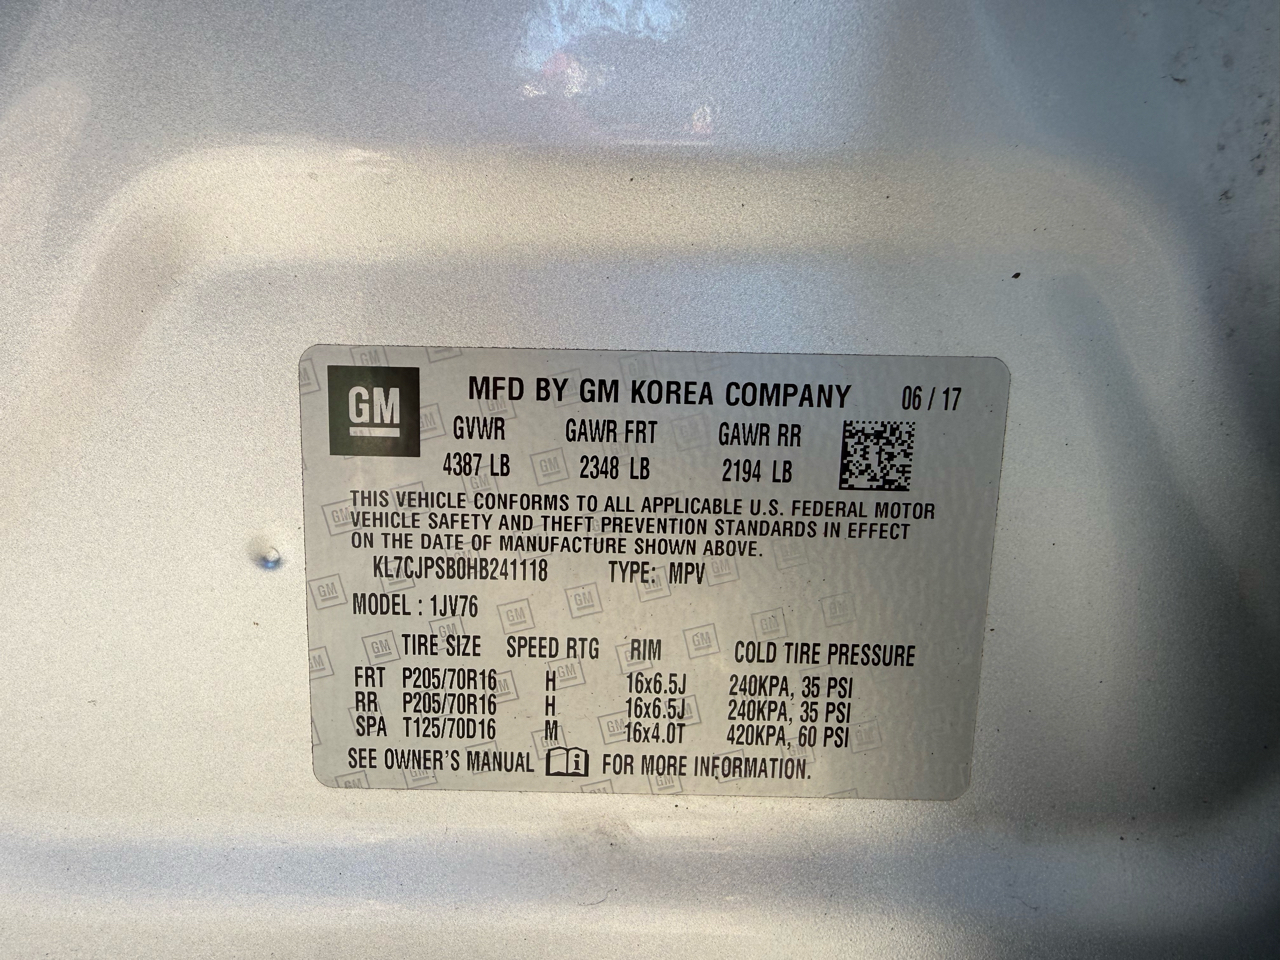 GM
MFD BY GM KOREA COMPANY 06 / 17
GVWR GAWR FRT GAWR RR
4387 LB 2348 LB 2194 LB
THIS VEHICLE CONFORMS TO ALL APPLICABLE U.S. FEDERAL MOTOR
VEHICLE SAFETY AND THEFT PREVENTION STANDARDS IN EFFECT
ON THE DATE OF MANUFACTURE SHOWN ABOVE.
KL7CJPSB0HB241118 TYPE: MPV
MODEL : 1JV76
TIRE SIZE SPEED RTG RIM COLD TIRE PRESSURE
FRT P205/70R16 H 16x6.5J 240KPA, 35 PSI
RR P205/70R16 H 16x6.5J 240KPA, 35 PSI
SPA T125/70D16 M 16x4.0T 420KPA, 60 PSI
SEE OWNER'S MANUAL i FOR MORE INFORMATION.